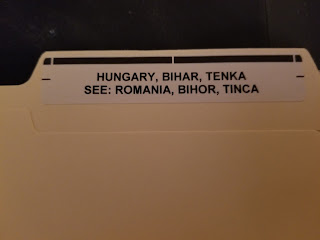 HUNGARY, BIHAR, TENKA
SEE: ROMANIA, BIHOR, TINCA